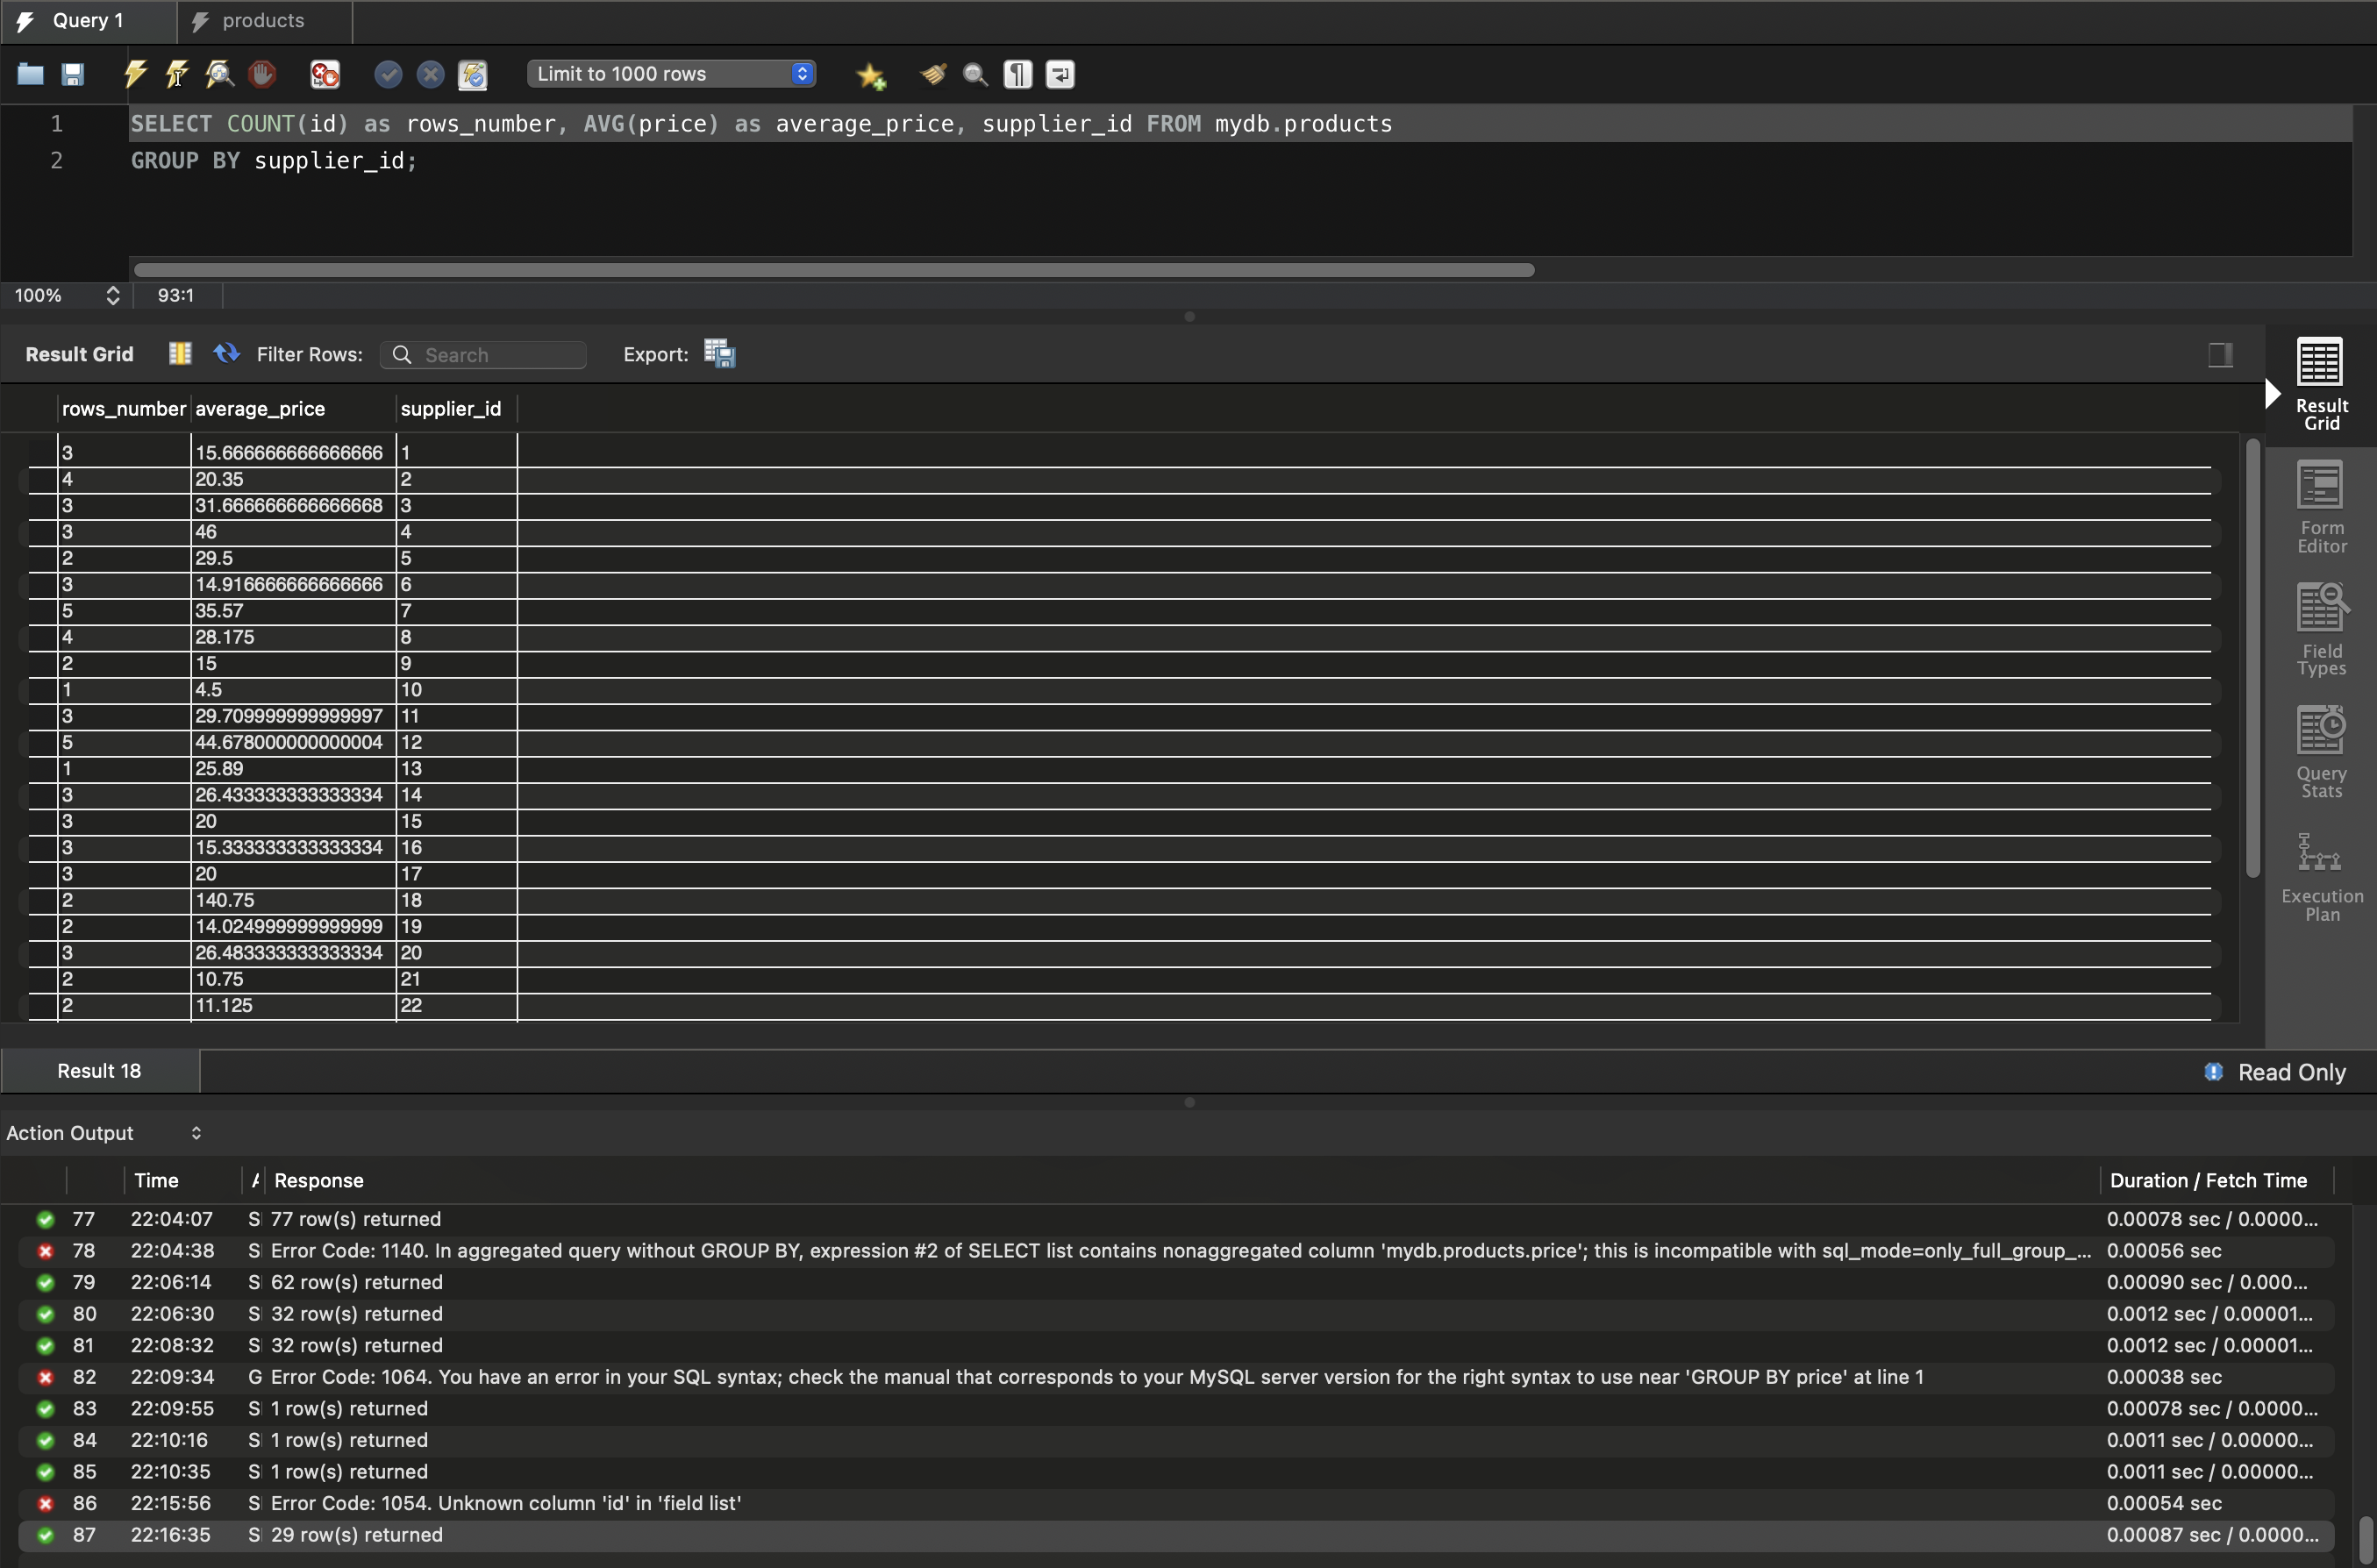 Query 1 products
Limit to 1000 rows
1 SELECT COUNT(id) as rows_number, AVG(price) as average_price, supplier_id FROM mydb.products
2 GROUP BY supplier_id;
100% 93:1
Result Grid Filter Rows: Search Export:
rows_number average_price supplier_id
3 15.666666666666666 1
4 20.35 2
3 31.666666666666668 3
3 46 4
2 29.5 5
3 14.916666666666666 6
5 35.57 7
4 28.175 8
2 15 9
1 4.5 10
3 29.709999999999997 11
5 44.678000000000004 12
1 25.89 13
3 26.433333333333334 14
3 20 15
3 15.333333333333334 16
3 20 17
2 140.75 18
2 14.024999999999999 19
3 26.483333333333334 20
2 10.75 21
2 11.125 22
Result
Grid
Form
Editor
Field
Types
Query
Stats
Execution
Plan
Result 18 Read Only
Action Output
Time A Response Duration / Fetch Time
77 22:04:07 S 77 row(s) returned 0.00078 sec / 0.0000...
78 22:04:38 S Error Code: 1140. In aggregated query without GROUP BY, expression #2 of SELECT list contains nonaggregated column 'mydb.products.price'; this is incompatible with sql_mode=only_full_group_... 0.00056 sec
79 22:06:14 S 62 row(s) returned 0.00090 sec / 0.000...
80 22:06:30 S 32 row(s) returned 0.0012 sec / 0.00001...
81 22:08:32 S 32 row(s) returned 0.0012 sec / 0.00001...
82 22:09:34 G Error Code: 1064. You have an error in your SQL syntax; check the manual that corresponds to your MySQL server version for the right syntax to use near 'GROUP BY price' at line 1 0.00038 sec
83 22:09:55 S 1 row(s) returned 0.00078 sec / 0.0000...
84 22:10:16 S 1 row(s) returned 0.0011 sec / 0.00000...
85 22:10:35 S 1 row(s) returned 0.0011 sec / 0.00000...
86 22:15:56 S Error Code: 1054. Unknown column 'id' in 'field list' 0.00054 sec
87 22:16:35 S 29 row(s) returned 0.00087 sec / 0.0000...